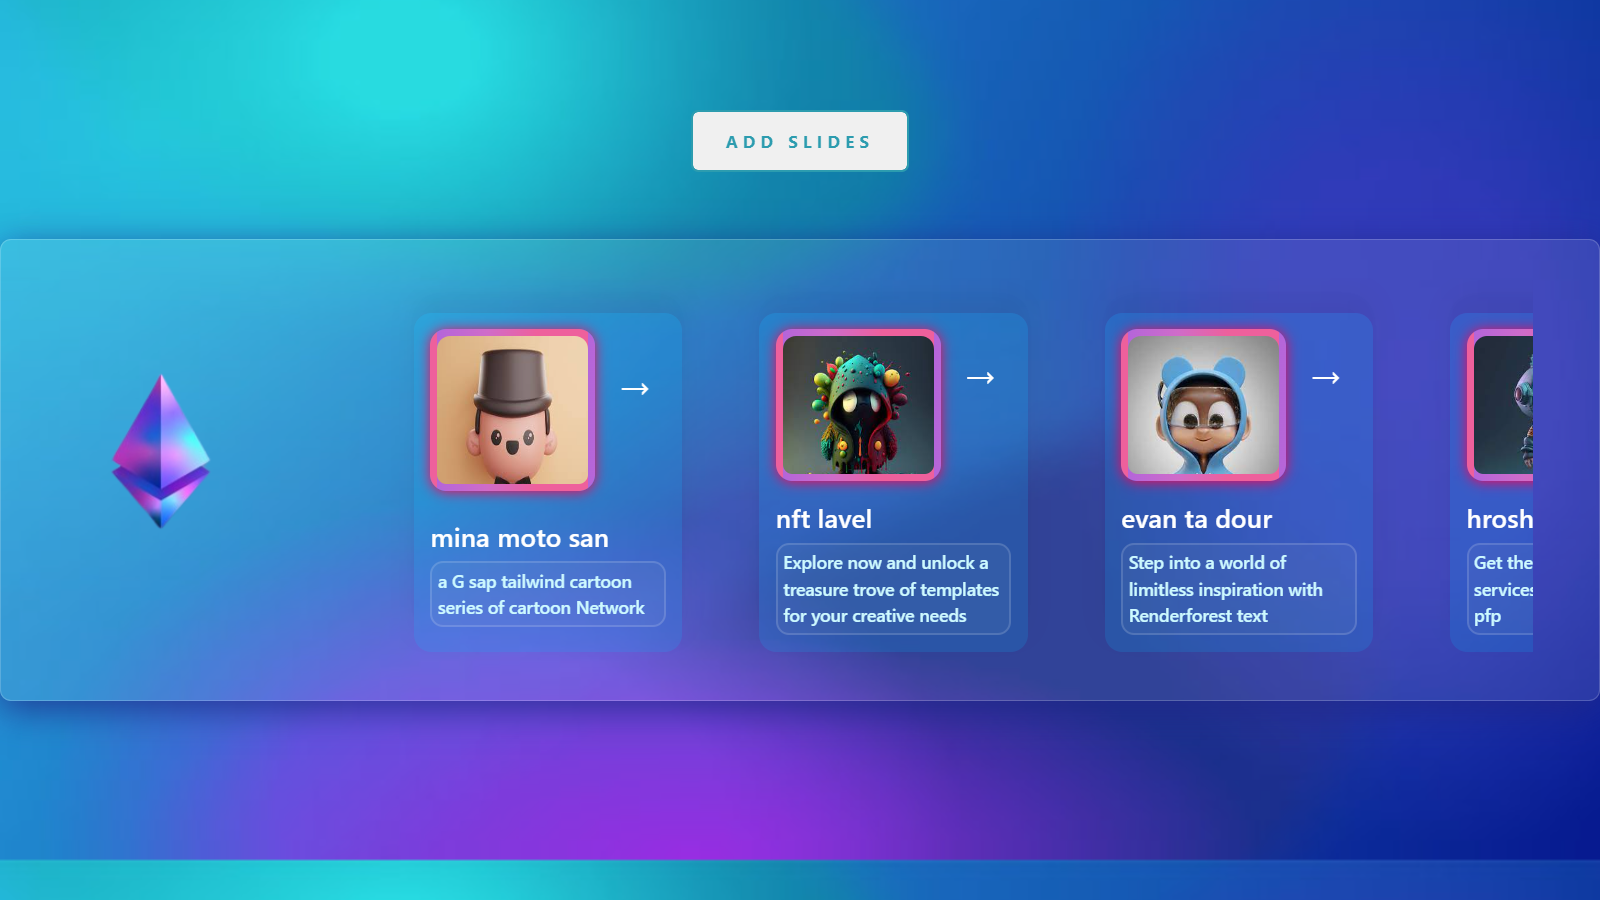 ADD SLIDES
mina moto san
a G sap tailwind cartoon
series of cartoon Network
nft lavel
Explore now and unlock a
treasure trove of templates
for your creative needs
evan ta dour
Step into a world of
limitless inspiration with
Renderforest text
hrosh
Get the
services
pfp